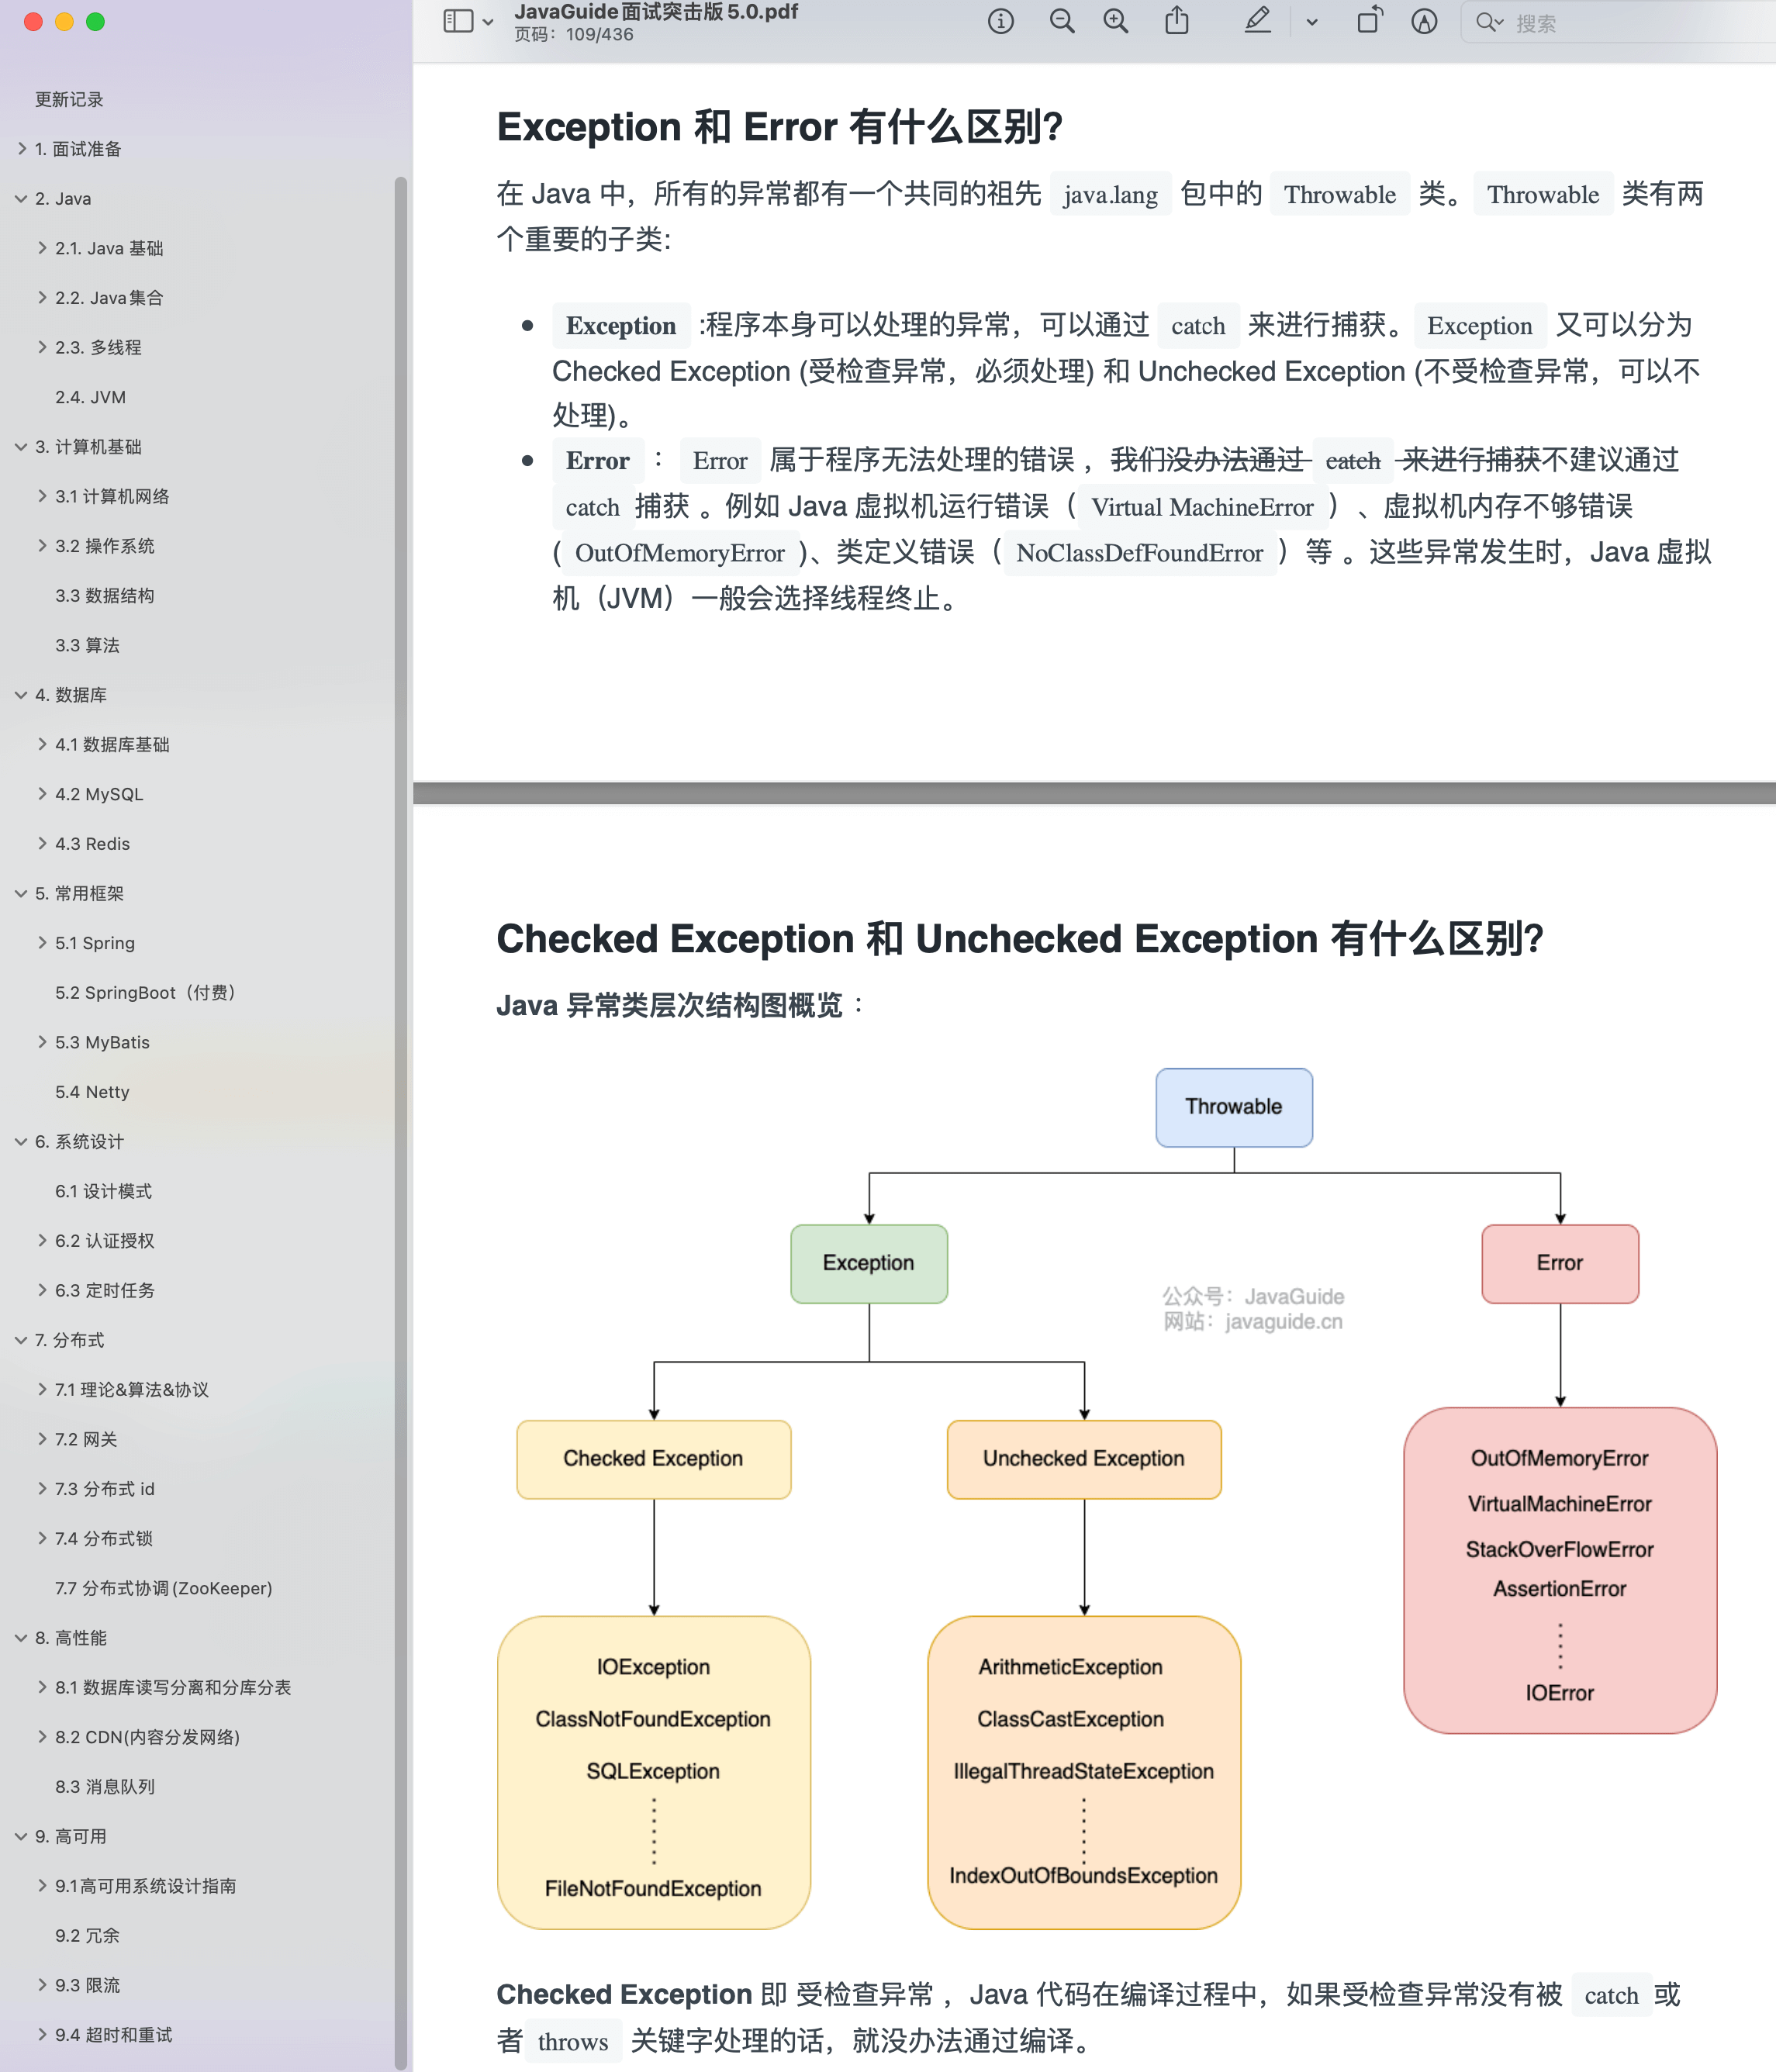 更新记录
1. 面试准备
2. Java
2.1. Java 基础
2.2. Java集合
2.3. 多线程
2.4. JVM
3. 计算机基础
3.1 计算机网络
3.2 操作系统
3.3 数据结构
3.3 算法
4. 数据库
4.1 数据库基础
4.2 MySQL
4.3 Redis
5. 常用框架
5.1 Spring
5.2 SpringBoot（付费）
5.3 MyBatis
5.4 Netty
6. 系统设计
6.1 设计模式
6.2 认证授权
6.3 定时任务
7. 分布式
7.1 理论&算法&协议
7.2 网关
7.3 分布式 id
7.4 分布式锁
7.7 分布式协调(ZooKeeper)
8. 高性能
8.1 数据库读写分离和分库分表
8.2 CDN(内容分发网络)
8.3 消息队列
9. 高可用
9.1高可用系统设计指南
9.2 冗余
9.3 限流
9.4 超时和重试
JavaGuide面试突击版5.0.pdf
页码：109/436
搜索
Exception 和 Error 有什么区别?
在 Java 中，所有的异常都有一个共同的祖先 java.lang 包中的 Throwable 类。Throwable 类有两
个重要的子类:
Exception :程序本身可以处理的异常，可以通过 catch 来进行捕获。Exception 又可以分为
Checked Exception (受检查异常，必须处理) 和 Unchecked Exception (不受检查异常，可以不
处理)。
Error ： Error 属于程序无法处理的错误 ，我们没办法通过 catch 来进行捕获不建议通过
catch 捕获 。例如 Java 虚拟机运行错误（ Virtual MachineError ）、虚拟机内存不够错误
( OutOfMemoryError )、类定义错误（ NoClassDefFoundError ）等 。这些异常发生时，Java 虚拟
机（JVM）一般会选择线程终止。
Checked Exception 和 Unchecked Exception 有什么区别?
Java 异常类层次结构图概览 ：
Throwable
Exception
Error
公众号：JavaGuide
网站：javaguide.cn
Checked Exception
Unchecked Exception
OutOfMemoryError
VirtualMachineError
StackOverFlowError
AssertionError
IOError
IOException
ClassNotFoundException
SQLException
FileNotFoundException
ArithmeticException
ClassCastException
IllegalThreadStateException
IndexOutOfBoundsException
Checked Exception 即 受检查异常 ，Java 代码在编译过程中，如果受检查异常没有被 catch 或
者 throws 关键字处理的话，就没办法通过编译。